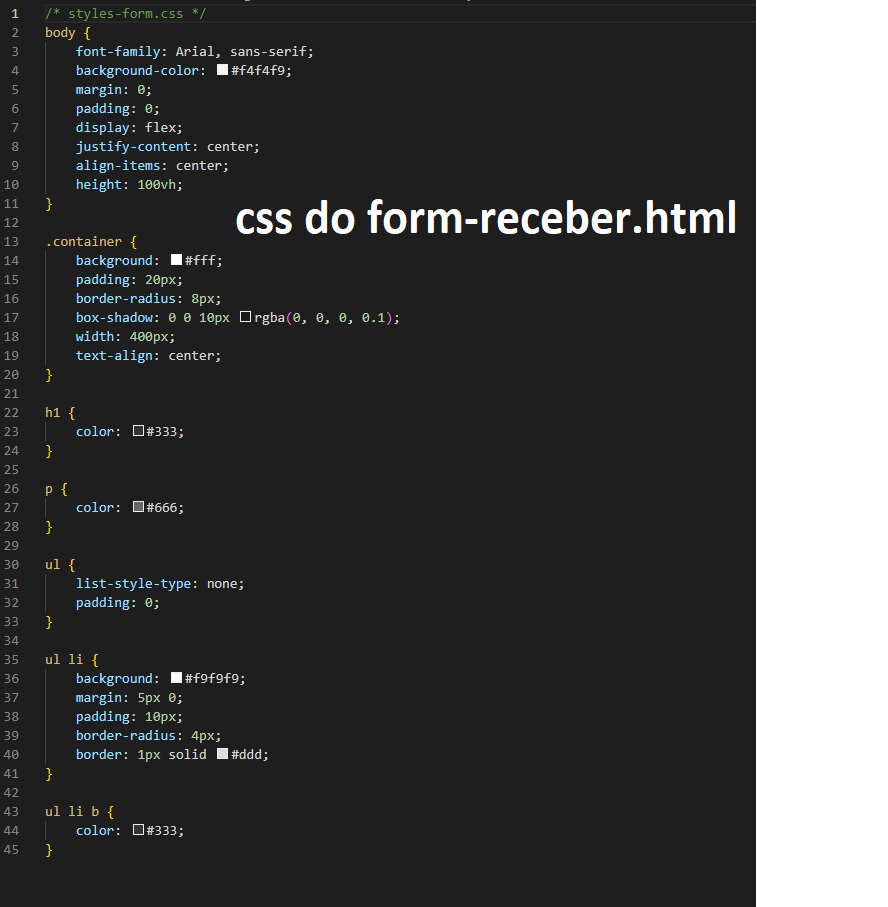 1 /* styles-form.css */
2 body {
3 font-family: Arial, sans-serif;
4 background-color: #f4f4f9;
5 margin: 0;
6 padding: 0;
7 display: flex;
8 justify-content: center;
9 align-items: center;
10 height: 100vh;
11 }
css do form-receber.html
12
13 .container {
14 background: #fff;
15 padding: 20px;
16 border-radius: 8px;
17 box-shadow: 0 0 10px rgba(0, 0, 0, 0.1);
18 width: 400px;
19 text-align: center;
20 }
21
22 h1 {
23 color: #333;
24 }
25
26 p {
27 color: #666;
28 }
29
30 ul {
31 list-style-type: none;
32 padding: 0;
33 }
34
35 ul li {
36 background: #f9f9f9;
37 margin: 5px 0;
38 padding: 10px;
39 border-radius: 4px;
40 border: 1px solid #ddd;
41 }
42
43 ul li b {
44 color: #333;
45 }